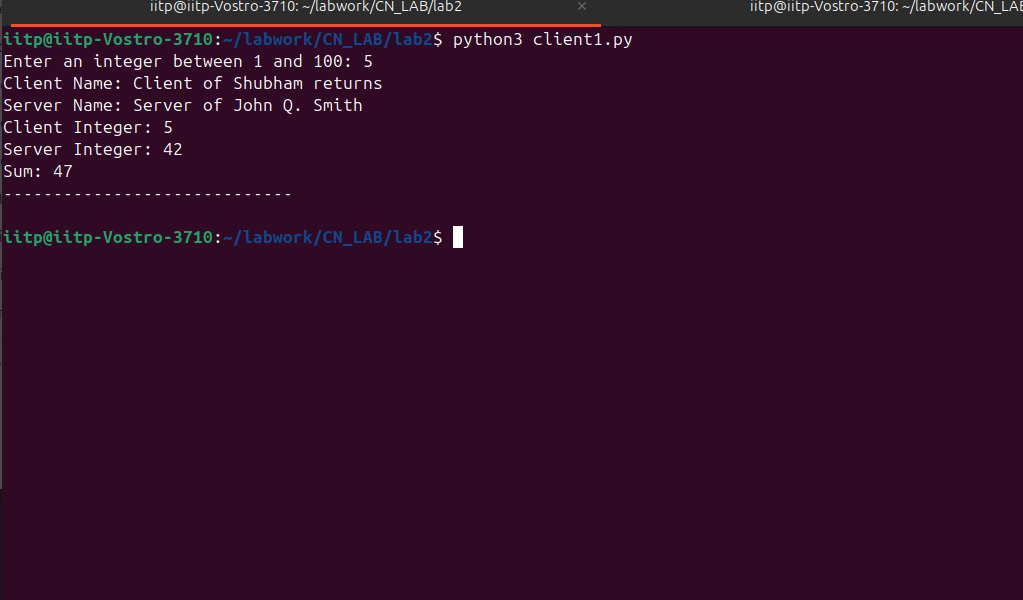 iitp@iitp-Vostro-3710: ~/labwork/CN_LAB/lab2 × iitp@iitp-Vostro-3710: ~/labwork/CN_LAB
iitp@iitp-Vostro-3710:~/labwork/CN_LAB/lab2$ python3 client1.py
Enter an integer between 1 and 100: 5
Client Name: Client of Shubham returns
Server Name: Server of John Q. Smith
Client Integer: 5
Server Integer: 42
Sum: 47
-----------------------------
iitp@iitp-Vostro-3710:~/labwork/CN_LAB/lab2$